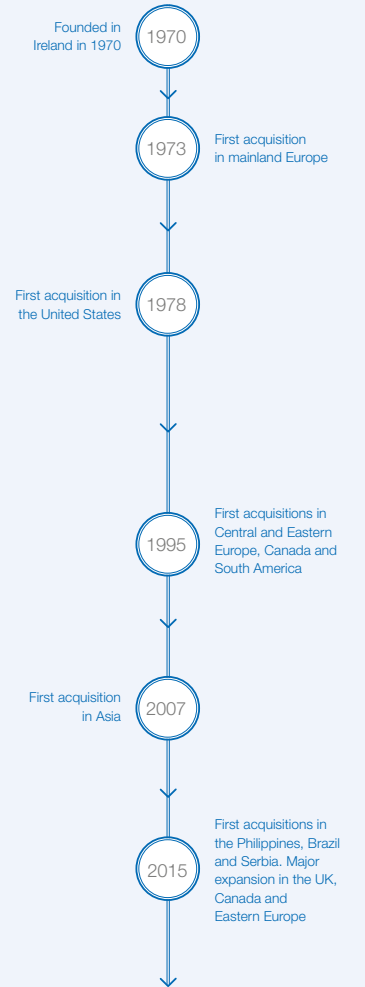 Founded in
Ireland in 1970
1970
1973
First acquisition
in mainland Europe
First acquisition in
the United States
1978
1995
First acquisitions in
Central and Eastern
Europe, Canada and
South America
First acquisition
in Asia
2007
2015
First acquisitions in
the Philippines, Brazil
and Serbia. Major
expansion in the UK,
Canada and
Eastern Europe